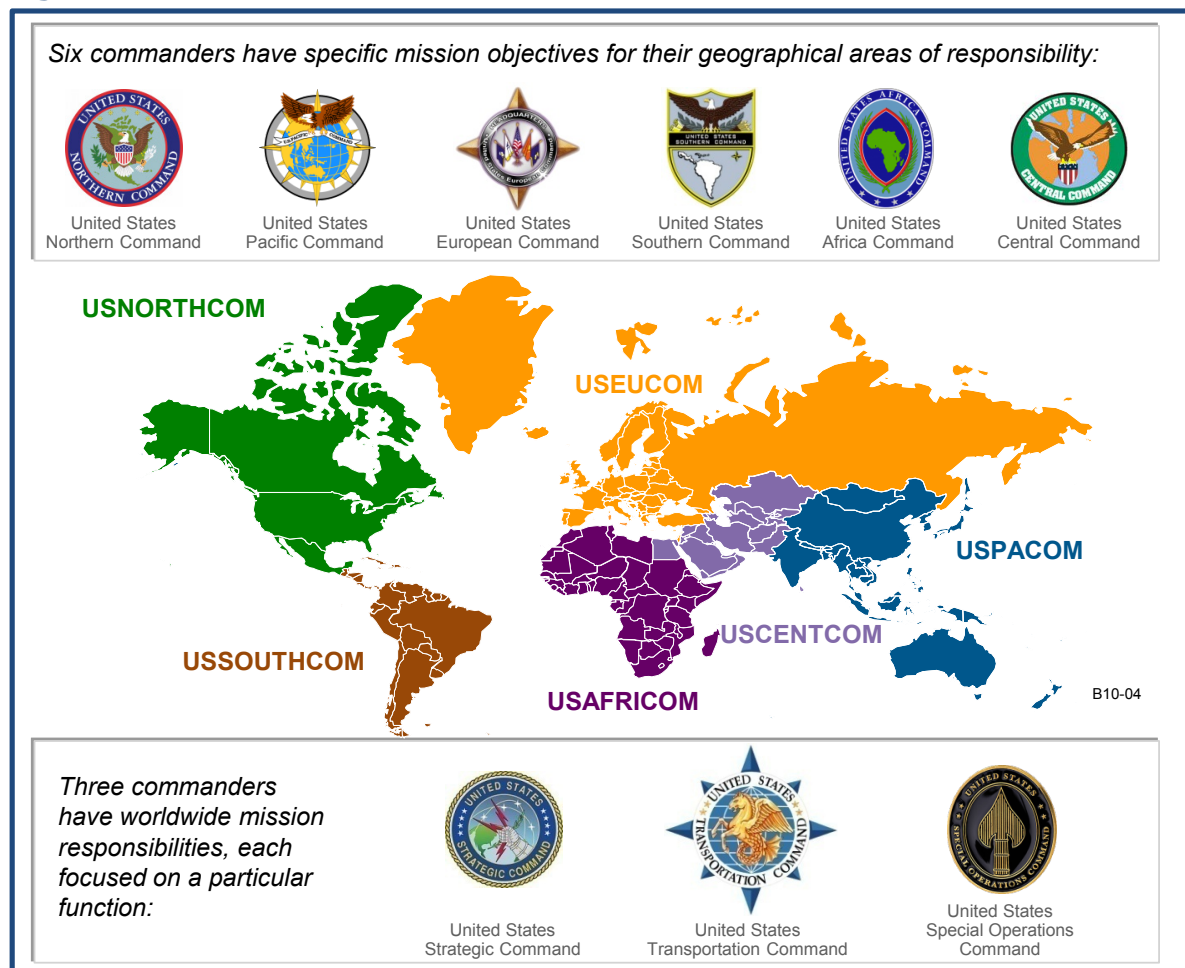 Six commanders have specific mission objectives for their geographical areas of responsibility:
UNITED STATES
NORTHERN COMMAND
U.S. PACIFIC COMMAND
UNITED STATES
SOUTHERN COMMAND
UNITED STATES AFRICA COMMAND
UNITED STATES
CENTRAL COMMAND
United States
Northern Command
United States
Pacific Command
United States
European Command
United States
Southern Command
United States
Africa Command
United States
Central Command
USNORTHCOM
USEUCOM
USPACOM
USCENTCOM
USSOUTHCOM
USAFRICOM
B10-04
Three commanders
have worldwide mission
responsibilities, each
focused on a particular
function:
UNITED STATES
STRATEGIC COMMAND
UNITED STATES
TRANSPORTATION COMMAND
UNITED STATES
SPECIAL OPERATIONS COMMAND
United States
Strategic Command
United States
Transportation Command
United States
Special Operations
Command